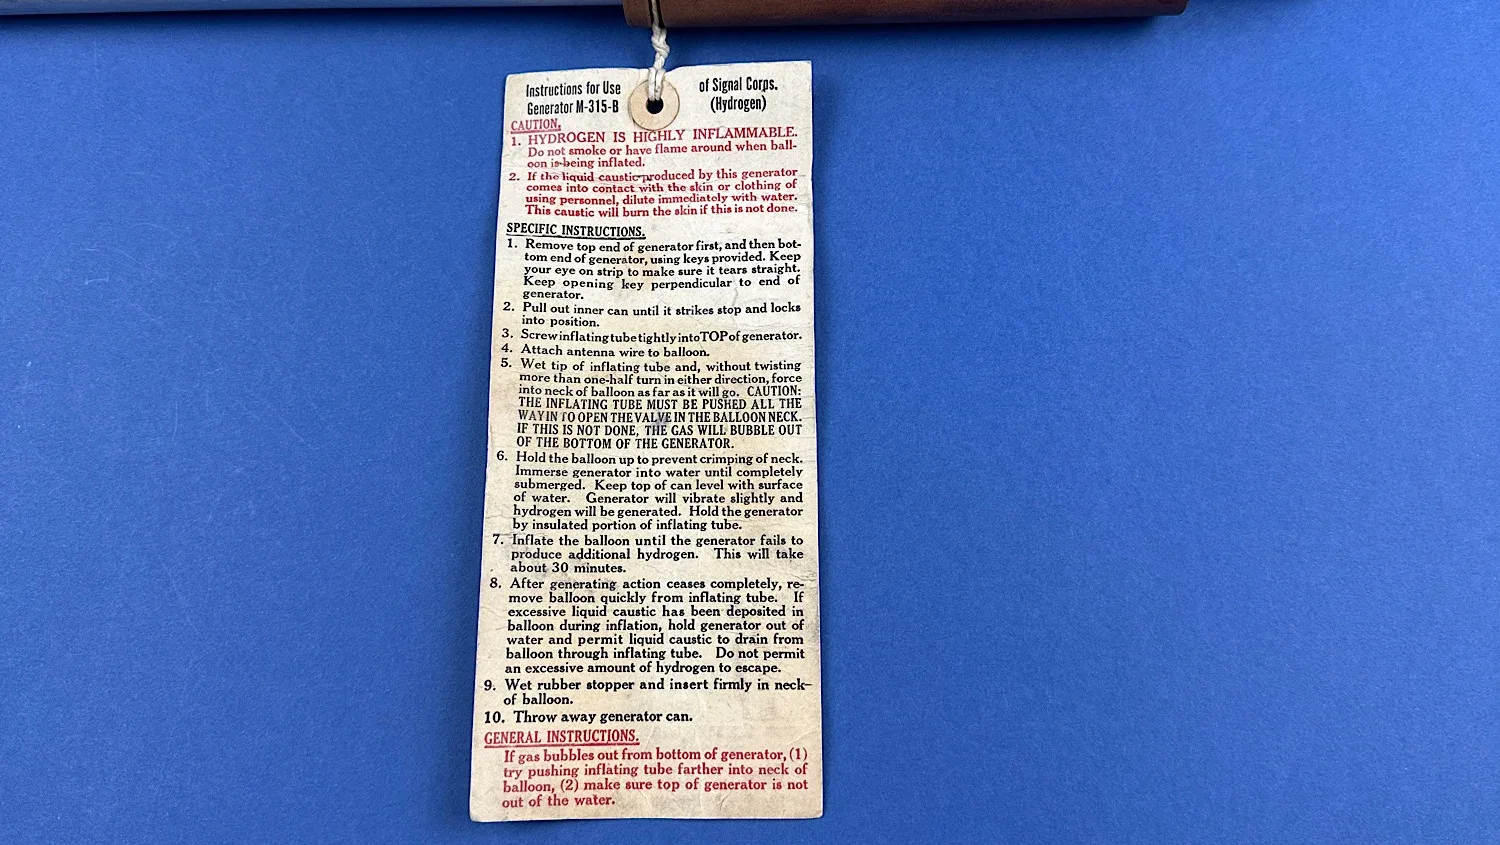 Instructions for Use of Signal Corps.
Generator M-315-B (Hydrogen)
CAUTION.
1. HYDROGEN IS HIGHLY INFLAMMABLE.
Do not smoke or have flame around when ball-
oon is being inflated.
2. If the liquid caustic produced by this generator
comes into contact with the skin or clothing of
using personnel, dilute immediately with water.
This caustic will burn the skin if this is not done.
SPECIFIC INSTRUCTIONS.
1. Remove top end of generator first, and then bot-
tom end of generator, using keys provided. Keep
your eye on strip to make sure it tears straight.
Keep opening key perpendicular to end of
generator.
2. Pull out inner can until it strikes stop and locks
into position.
3. Screw inflating tube tightly into TOP of generator.
4. Attach antenna wire to balloon.
5. Wet tip of inflating tube and, without twisting
more than one-half turn in either direction, force
into neck of balloon as far as it will go. CAUTION:
THE INFLATING TUBE MUST BE PUSHED ALL THE
WAY IN TO OPEN THE VALVE IN THE BALLOON NECK.
IF THIS IS NOT DONE, THE GAS WILL BUBBLE OUT
OF THE BOTTOM OF THE GENERATOR.
6. Hold the balloon up to prevent crimping of neck.
Immerse generator into water until completely
submerged. Keep top of can level with surface
of water. Generator will vibrate slightly and
hydrogen will be generated. Hold the generator
by insulated portion of inflating tube.
7. Inflate the balloon until the generator fails to
produce additional hydrogen. This will take
about 30 minutes.
8. After generating action ceases completely, re-
move balloon quickly from inflating tube. If
excessive liquid caustic has been deposited in
balloon during inflation, hold generator out of
water and permit liquid caustic to drain from
balloon through inflating tube. Do not permit
an excessive amount of hydrogen to escape.
9. Wet rubber stopper and insert firmly in neck
of balloon.
10. Throw away generator can.
GENERAL INSTRUCTIONS.
If gas bubbles out from bottom of generator, (1)
try pushing inflating tube farther into neck of
balloon, (2) make sure top of generator is not
out of the water.